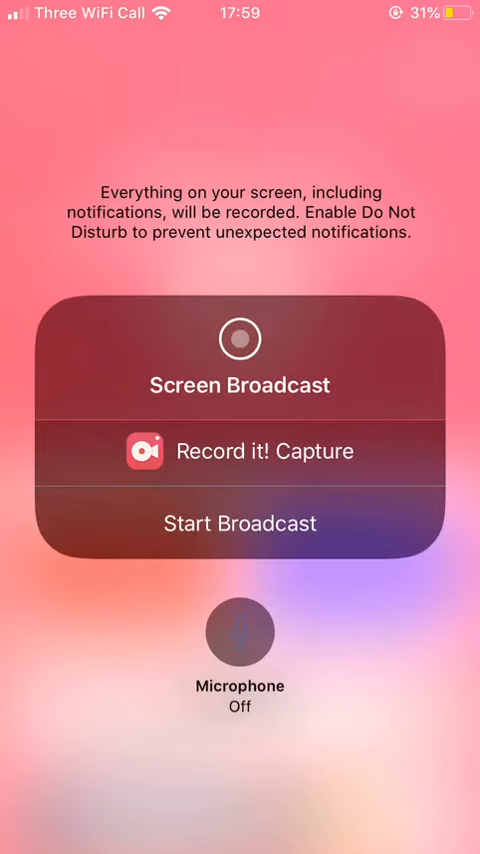 Three WiFi Call 17:59 31%
Everything on your screen, including
notifications, will be recorded. Enable Do Not
Disturb to prevent unexpected notifications.
Screen Broadcast
Record it! Capture
Start Broadcast
Microphone
Off